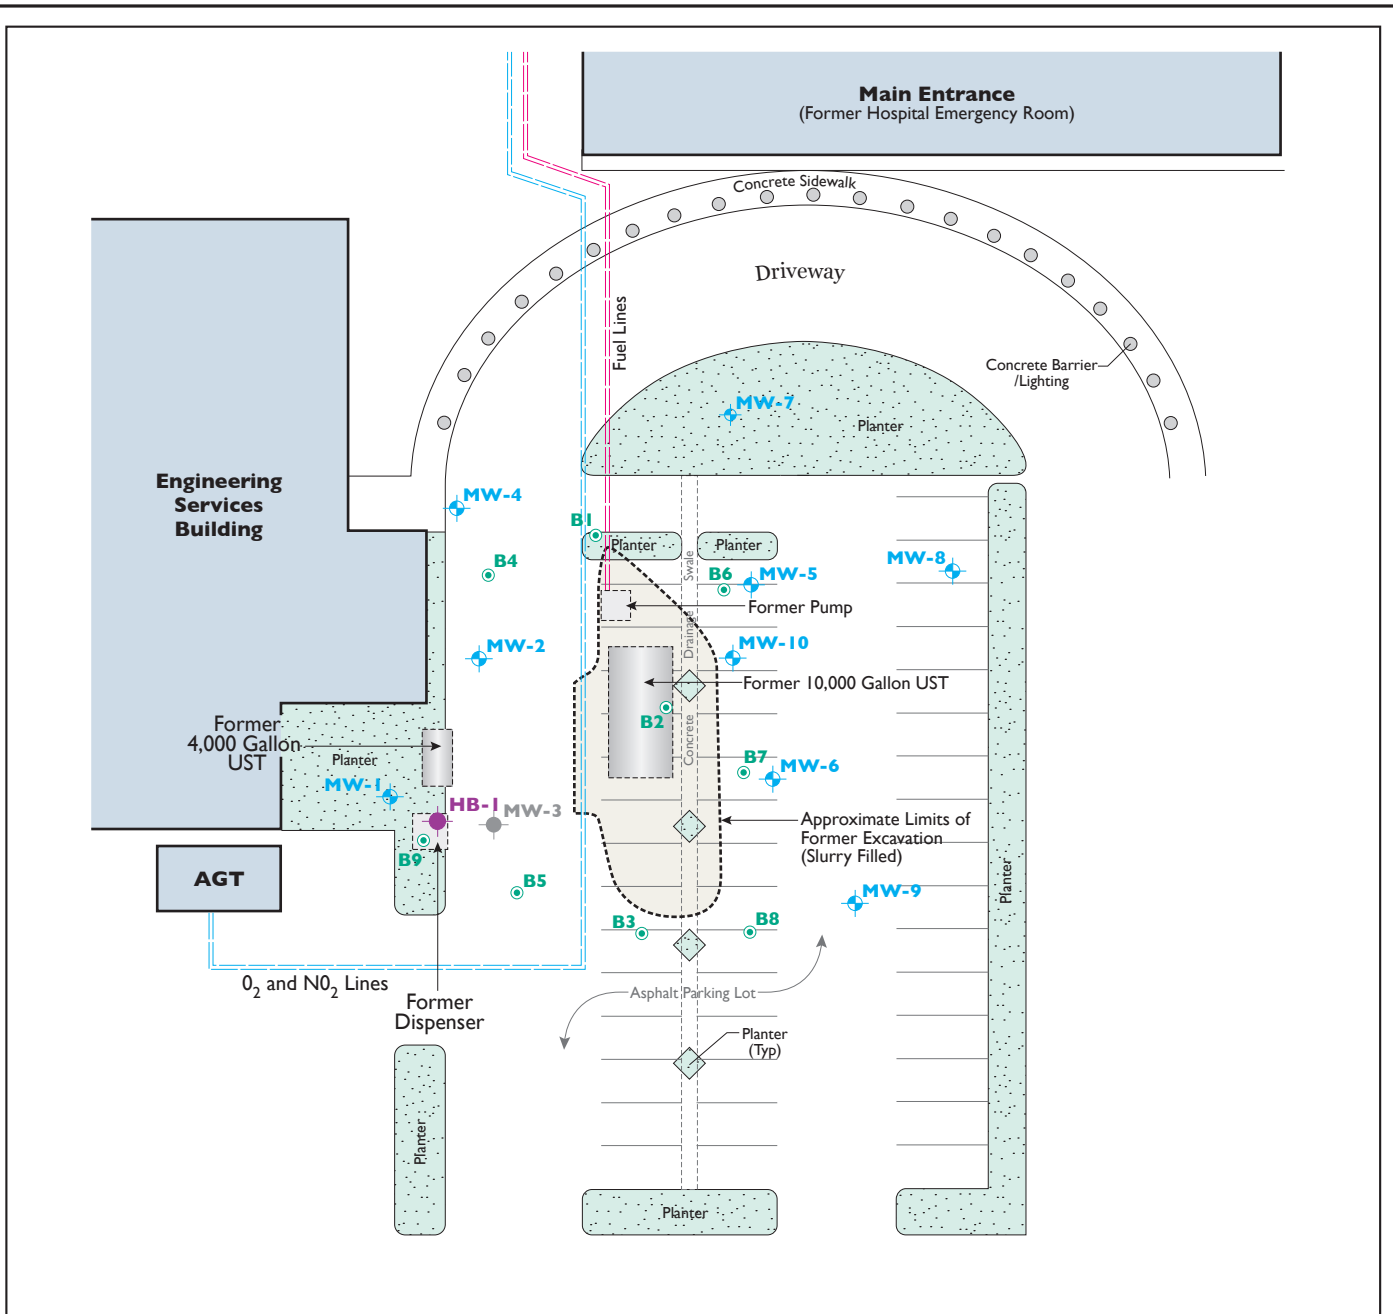 Main Entrance
(Former Hospital Emergency Room)
Concrete Sidewalk
Driveway
Fuel Lines
Concrete Barrier
/Lighting
MW-7
Planter
Engineering
Services
Building
MW-4
B1
Planter
Planter
Swale
MW-8
B4
B6
MW-5
Former Pump
Drainage
MW-2
MW-10
Former 10,000 Gallon UST
B2
Concrete
Former
4,000 Gallon
UST
Planter
B7
MW-6
MW-1
HB-1
MW-3
Approximate Limits of
Former Excavation
(Slurry Filled)
B9
AGT
B5
MW-9
Planter
B3
B8
0₂ and N0₂ Lines
Asphalt Parking Lot
Former
Dispenser
Planter
(Typ)
Planter
Planter